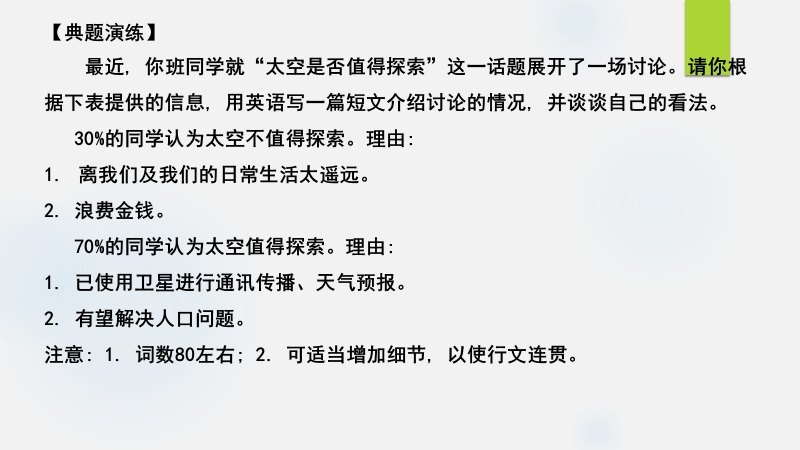 【典题演练】
最近，你班同学就“太空是否值得探索”这一话题展开了一场讨论。请你根
据下表提供的信息，用英语写一篇短文介绍讨论的情况，并谈谈自己的看法。
30%的同学认为太空不值得探索。理由：
1. 离我们及我们的日常生活太遥远。
2. 浪费金钱。
70%的同学认为太空值得探索。理由：
1. 已使用卫星进行通讯传播、天气预报。
2. 有望解决人口问题。
注意：1. 词数80左右；2. 可适当增加细节，以使行文连贯。